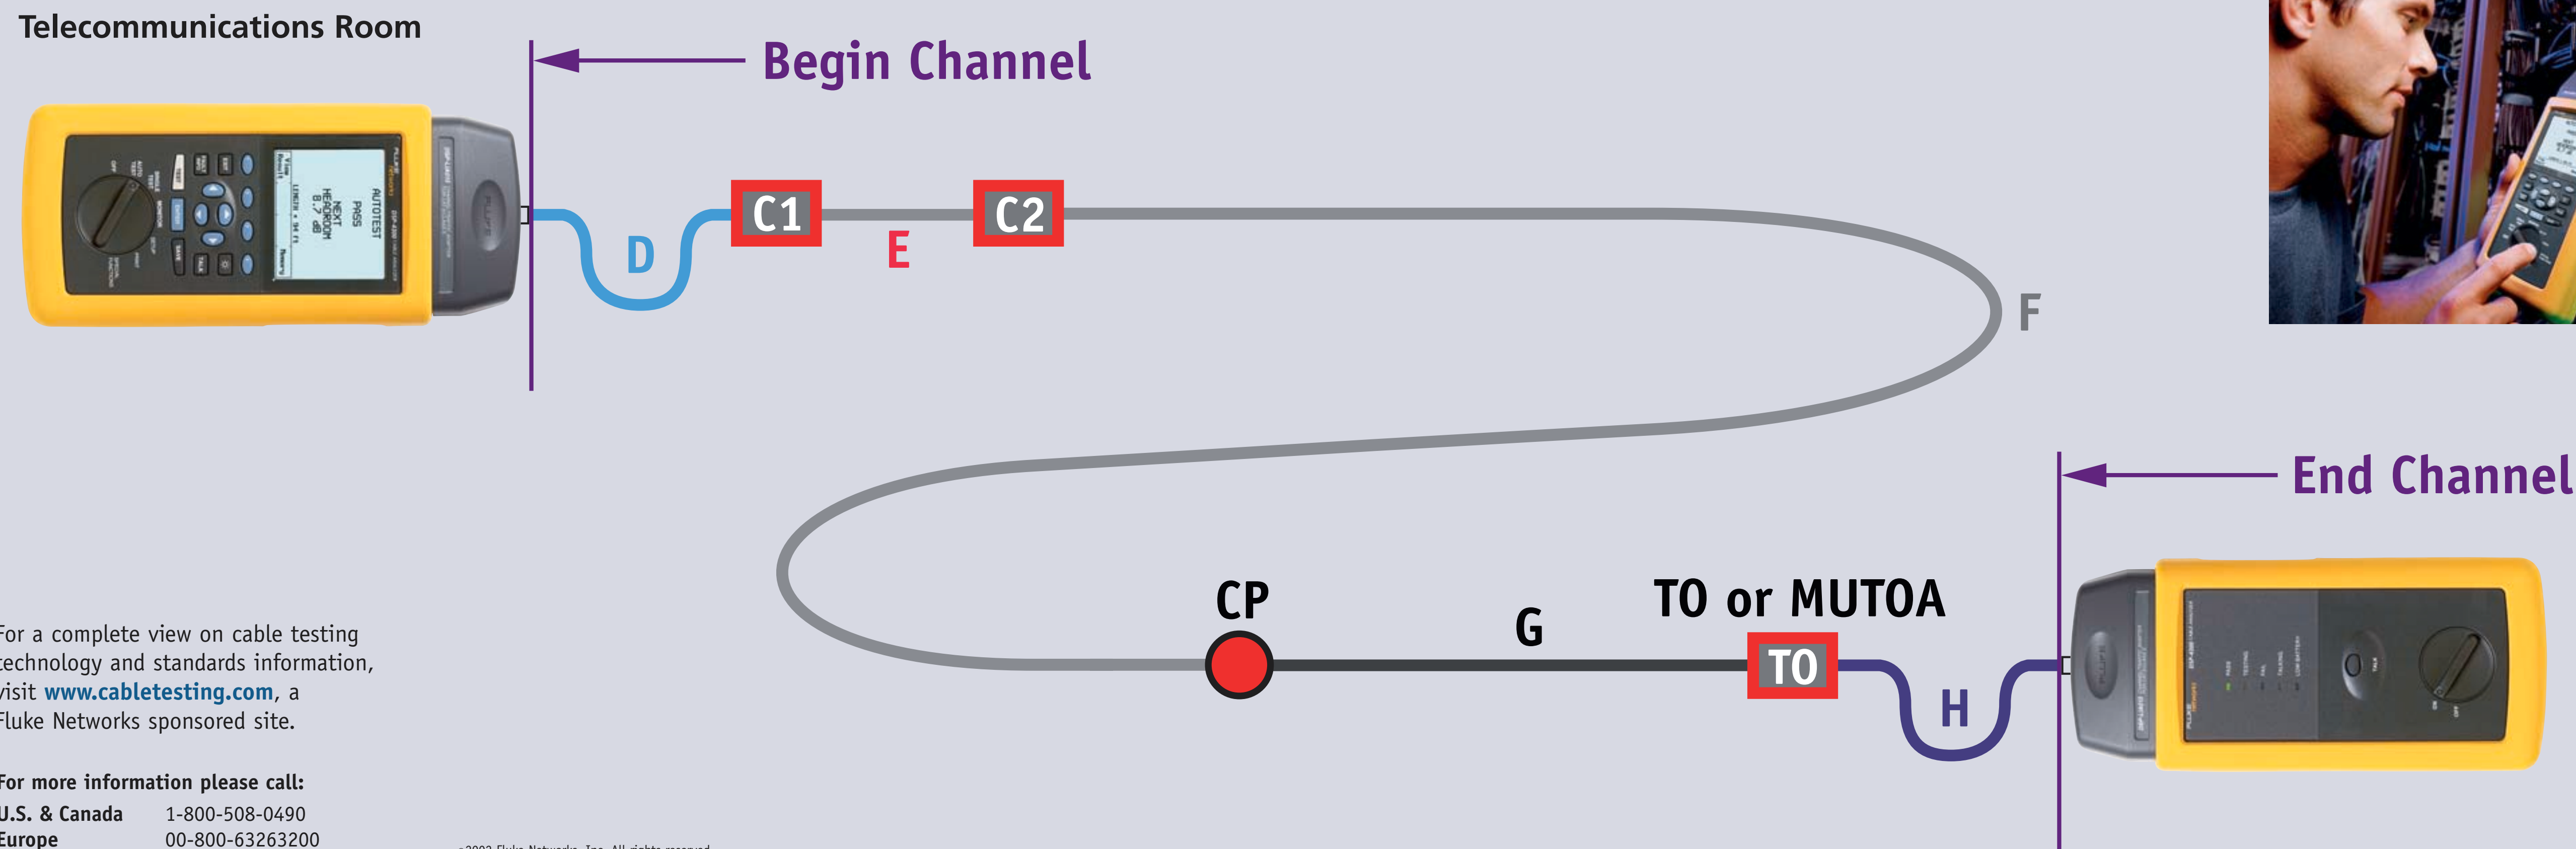 Telecommunications Room
Begin Channel
AUTOTEST
PASS
NEXT
HEADROOM
8.7 dB
C1
C2
D
E
F
End Channel
CP
G
TO or MUTOA
TO
H
For a complete view on cable testing
technology and standards information,
visit www.cabletesting.com, a
Fluke Networks sponsored site.
For more information please call:
U.S. & Canada 1-800-508-0490
Europe 00-800-63263200